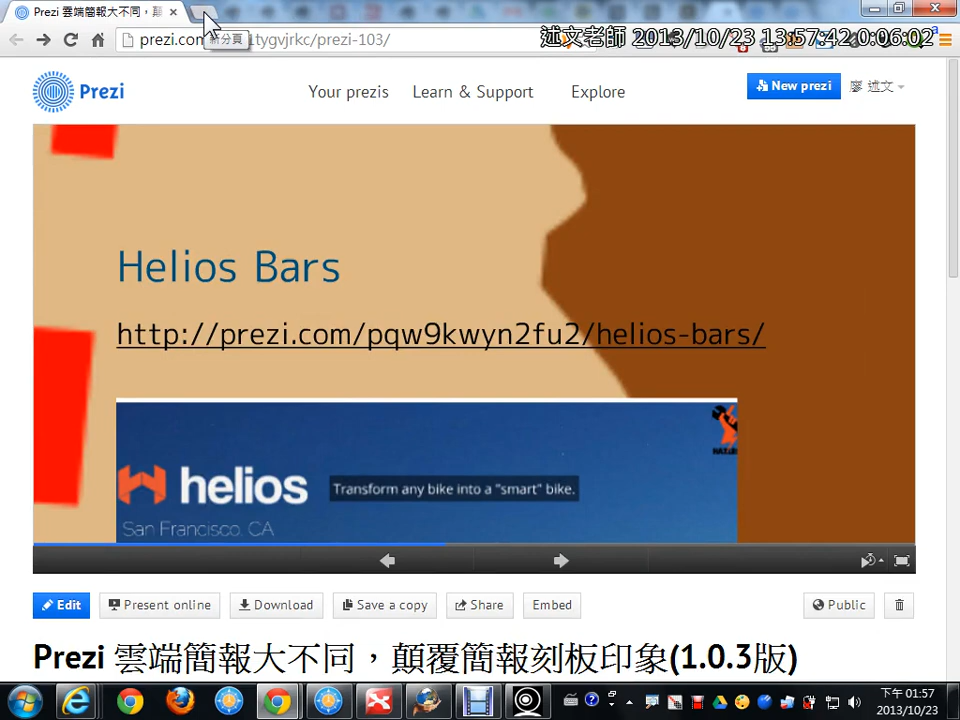 Prezi 雲端簡報大不同，顛
prezi.com
tygvjrkc/prezi-103/
新分頁
述文老師 2013/10/23 13:57:42 0:06:02
Prezi
Your prezis
Learn & Support
Explore
New prezi
廖 述文
Helios Bars
http://prezi.com/pqw9kwyn2fu2/helios-bars/
helios
Transform any bike into a "smart" bike.
San Francisco, CA
Edit
Present online
Download
Save a copy
Share
Embed
Public
Prezi 雲端簡報大不同，顛覆簡報刻板印象(1.0.3版)
下午 01:57
2013/10/23